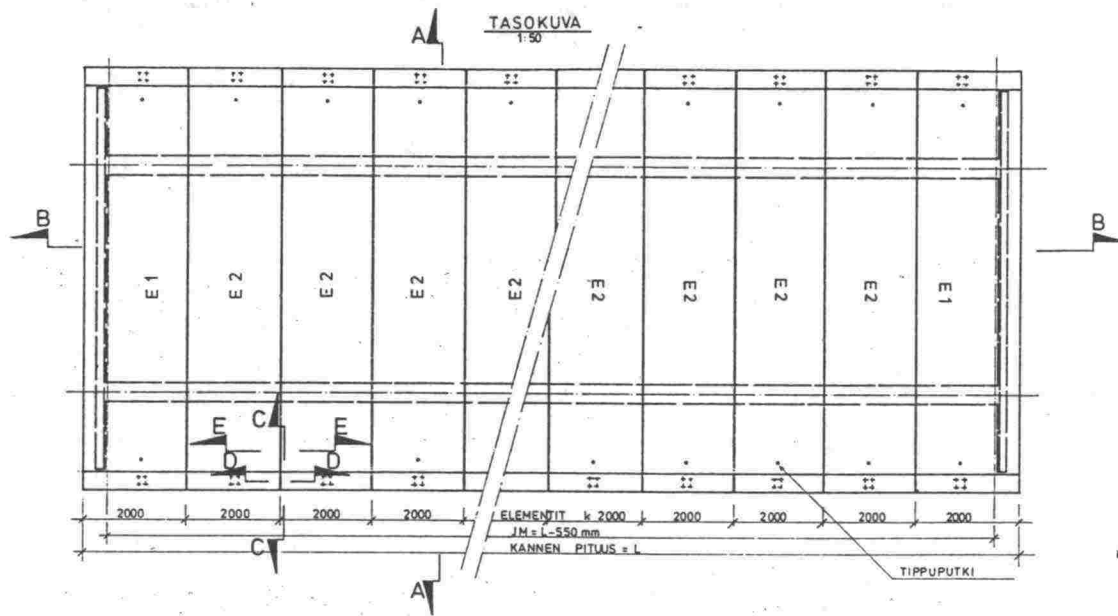 TASOKUVA
1:50
A
B
B
E1 E2 E2 E2 E2 E2 E2 E2 E2 E1
C
E E
D D
2000 2000 2000 2000 ELEMENTIT k 2000 2000 2000 2000 2000
JM = L-550 mm
C
KANNEN PITUUS = L
A
TIPPUPUTKI